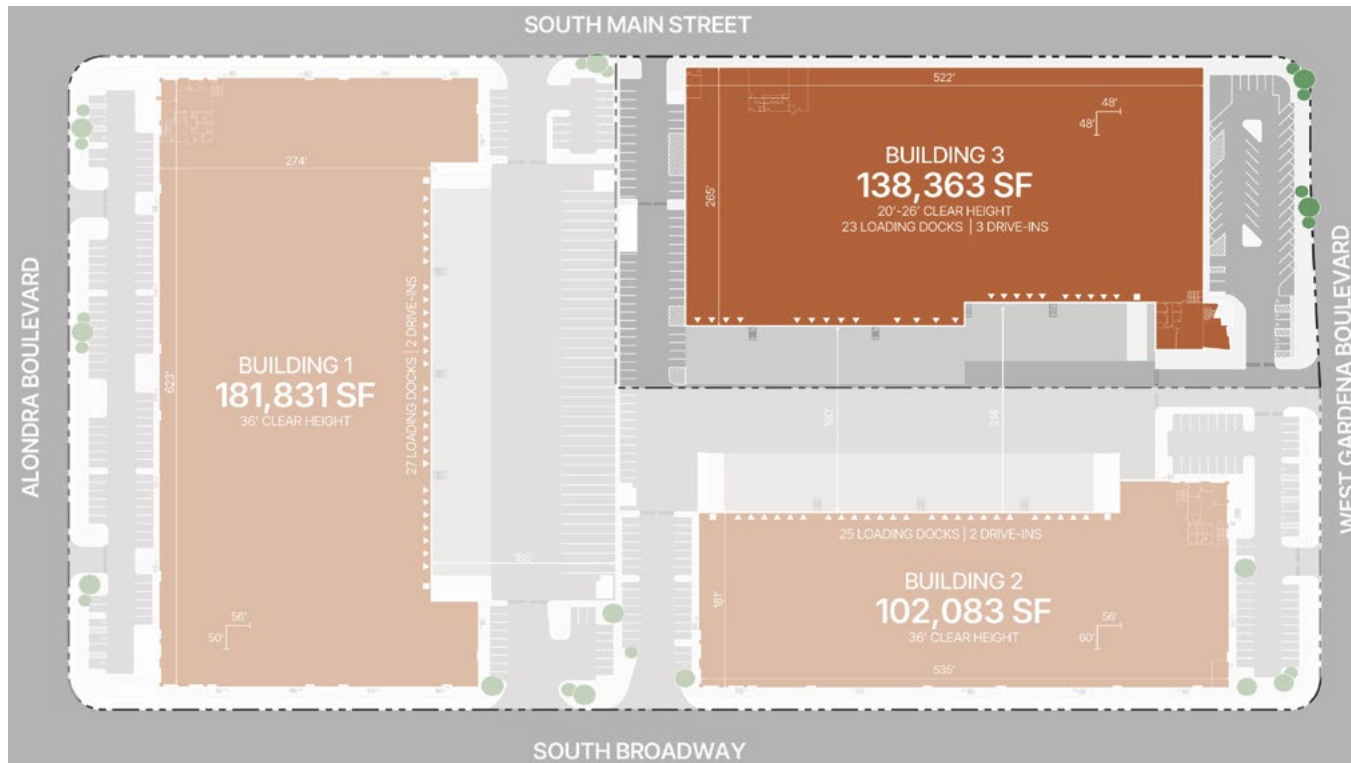 SOUTH MAIN STREET
522'
48'
48'
BUILDING 3
138,363 SF
20'-26' CLEAR HEIGHT
23 LOADING DOCKS | 3 DRIVE-INS
265'
274'
ALONDRA BOULEVARD
WEST GARDENA BOULEVARD
BUILDING 1
181,831 SF
36' CLEAR HEIGHT
623'
27 LOADING DOCKS | 2 DRIVE-INS
190'
214'
25 LOADING DOCKS | 2 DRIVE-INS
BUILDING 2
102,083 SF
36' CLEAR HEIGHT
181'
56'
50'
56'
60'
535'
SOUTH BROADWAY